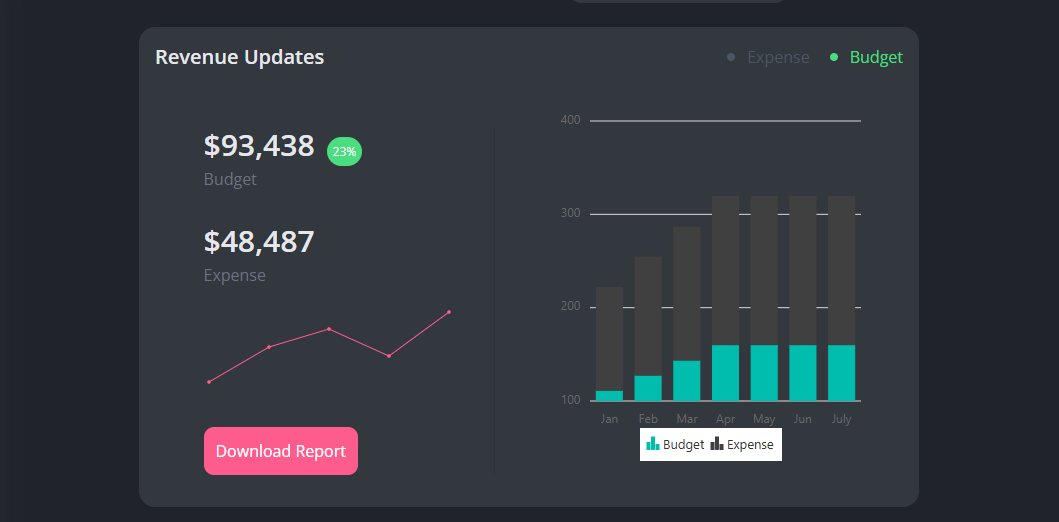 Revenue Updates
Expense Budget
$93,438 23%
Budget
$48,487
Expense
Download Report
400
300
200
100
Jan Feb Mar Apr May Jun July
Budget Expense